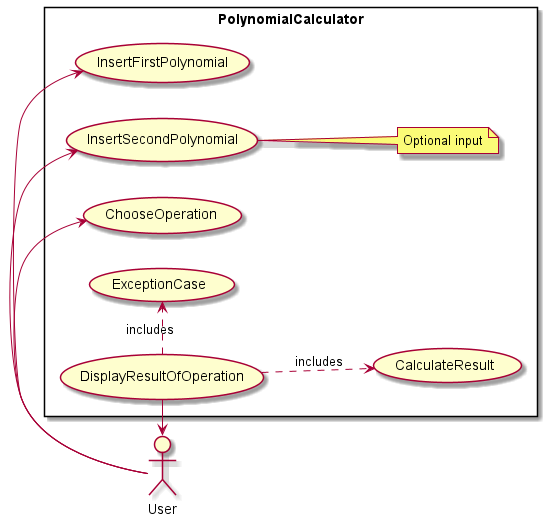 PolynomialCalculator
InsertFirstPolynomial
InsertSecondPolynomial
Optional input
ChooseOperation
ExceptionCase
includes
includes
CalculateResult
DisplayResultOfOperation
User